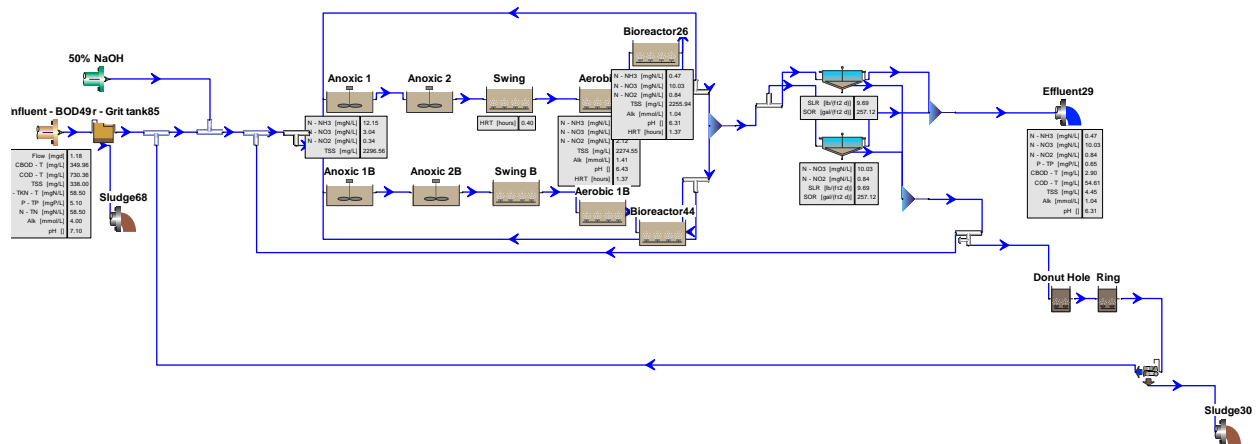 Bioreactor26
50% NaOH
Anoxic 1
Anoxic 2
Swing
nfluent - BOD49
r - Grit tank85
N - NH3 [mgN/L] 0.47
N - NO3 [mgN/L] 10.03
N - NO2 [mgN/L] 0.84
TSS [mg/L] 2255.94
Alk [mmol/L] 1.04
pH [] 6.31
HRT [hours] 1.37
Effluent29
SLR [lb/(ft2 d)] 9.69
SOR [gal/(ft2 d)] 257.12
HRT [hours] 0.40
N - NH3 [mgN/L] 12.15
N - NO3 [mgN/L] 3.04
N - NO2 [mgN/L] 0.34
TSS [mg/L] 2296.56
N - NH3 [mgN/L]
N - NO3 [mgN/L]
N - NO2 [mgN/L] 2.12
TSS [mg/L] 2274.55
Alk [mmol/L] 1.41
pH [] 6.43
HRT [hours] 1.37
N - NH3 [mgN/L] 0.47
N - NO3 [mgN/L] 10.03
N - NO2 [mgN/L] 0.84
P - TP [mgP/L] 0.65
CBOD - T [mg/L] 2.90
COD - T [mg/L] 54.61
TSS [mg/L] 4.45
Alk [mmol/L] 1.04
pH [] 6.31
Flow [mgd] 1.18
CBOD - T [mg/L] 349.96
COD - T [mg/L] 730.36
TSS [mg/L] 338.00
- TKN - T [mg/L] 58.50
P - TP [mgP/L] 5.10
N - TN [mgN/L] 58.50
Alk [mmol/L] 4.00
pH [] 7.10
N - NO3 [mgN/L] 10.03
N - NO2 [mgN/L] 0.84
SLR [lb/(ft2 d)] 9.69
SOR [gal/(ft2 d)] 257.12
Sludge68
Anoxic 1B
Anoxic 2B
Swing B
Aerobic 1B
Bioreactor44
Donut Hole
Ring
Sludge30